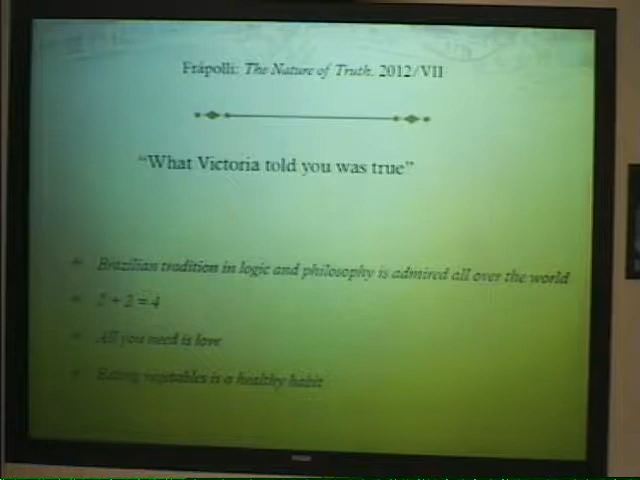 Frápolli: The Nature of Truth. 2012/VII
“What Victoria told you was true”
Brazilian tradition in logic and philosophy is admired all over the world
2 + 2 = 4
All you need is love
Eating vegetables is a healthy habit